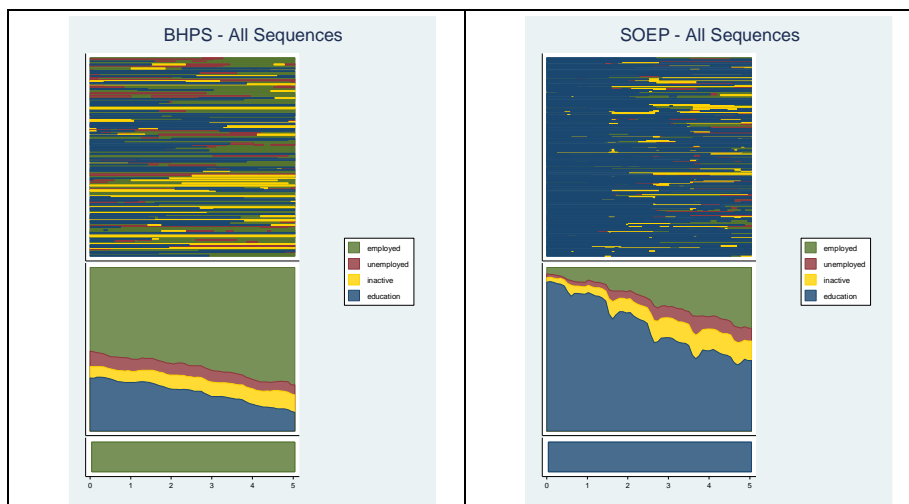 BHPS - All Sequences
employed
unemployed
inactive
education
0 1 2 3 4 5
SOEP - All Sequences
employed
unemployed
inactive
education
0 1 2 3 4 5